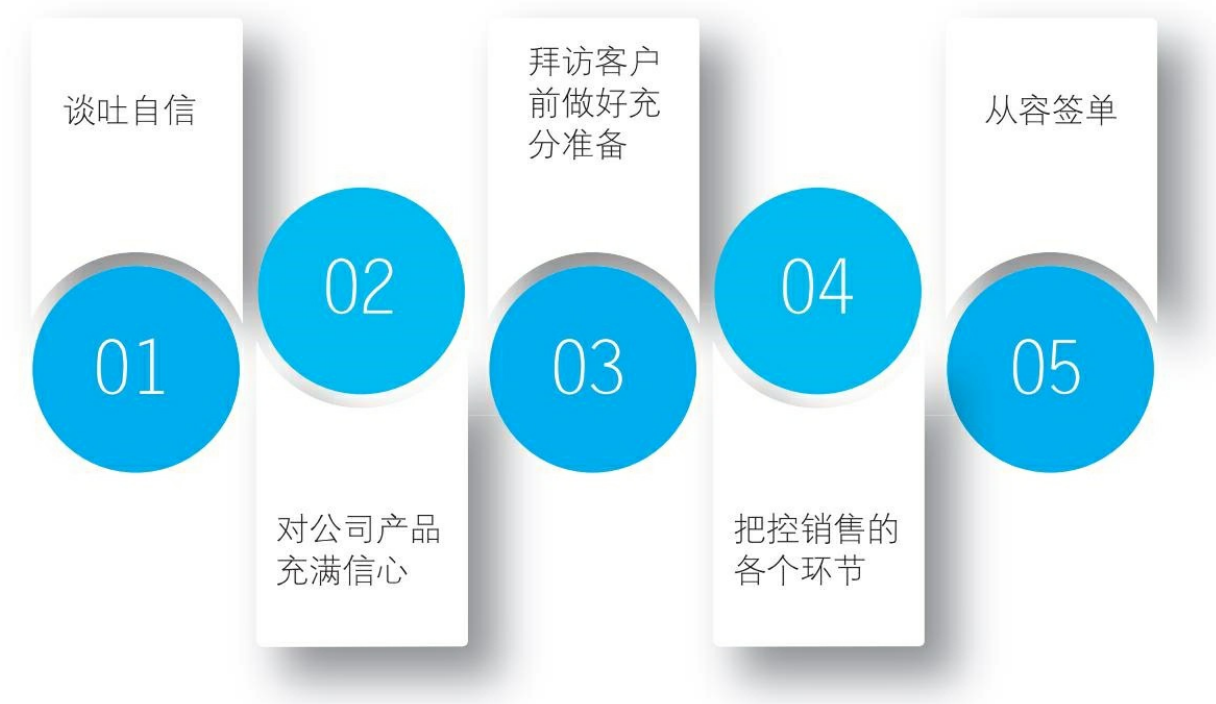 谈吐自信
01
02
对公司产品
充满信心
拜访客户
前做好充
分准备
03
04
把控销售的
各个环节
从容签单
05